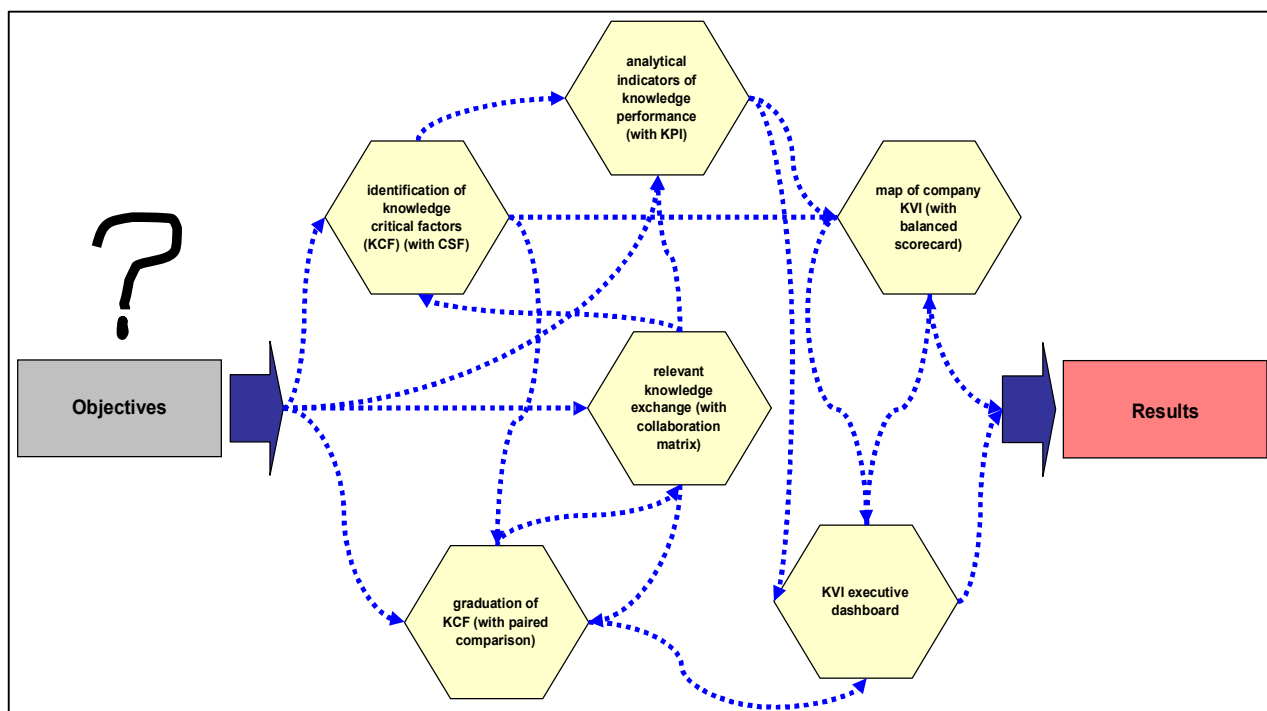 analytical
indicators of
knowledge
performance
(with KPI)
identification of
knowledge
critical factors
(KCF) (with CSF)
map of company
KVI (with
balanced
scorecard)
?
Objectives
relevant
knowledge
exchange (with
collaboration
matrix)
Results
graduation of
KCF (with paired
comparison)
KVI executive
dashboard